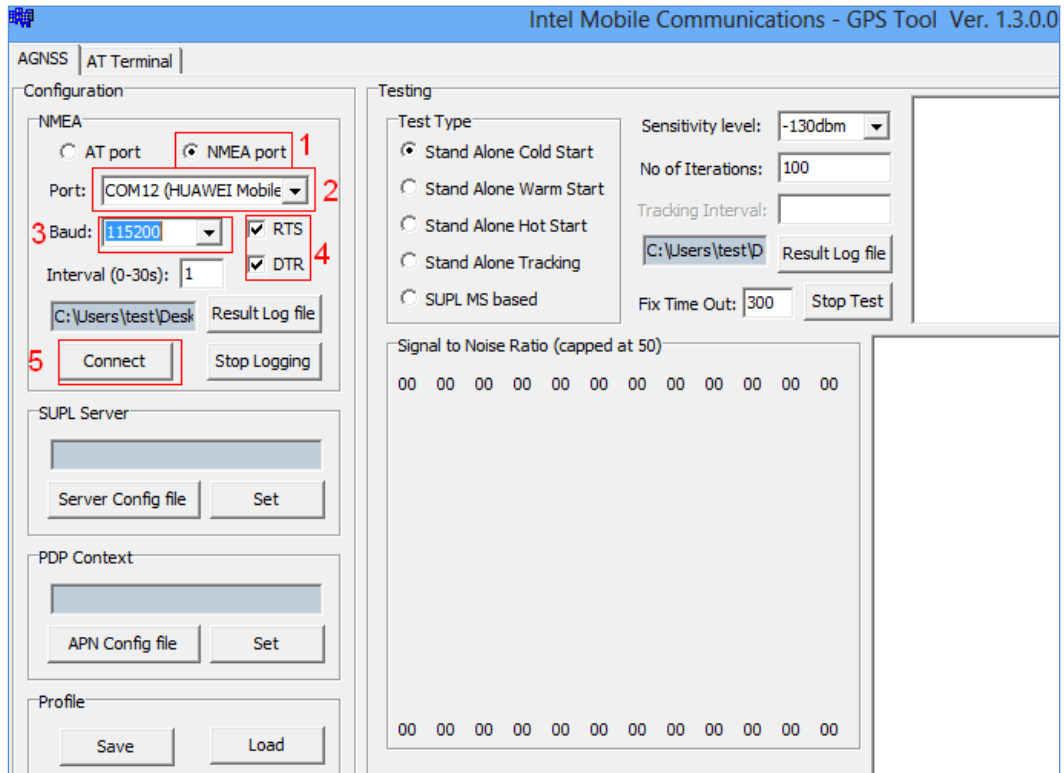 Intel Mobile Communications - GPS Tool Ver. 1.3.0.0
AGNSS
AT Terminal
Configuration
NMEA
AT port
NMEA port
1
Port:
COM12 (HUAWEI Mobile
2
3
Baud:
115200
RTS
DTR
4
Interval (0-30s):
1
C:\Users\test\Desk
Result Log file
5
Connect
Stop Logging
SUPL Server
Server Config file
Set
PDP Context
APN Config file
Set
Profile
Save
Load
Testing
Test Type
Stand Alone Cold Start
Stand Alone Warm Start
Stand Alone Hot Start
Stand Alone Tracking
SUPL MS based
Sensitivity level:
-130dbm
No of Iterations:
100
Tracking Interval:
C:\Users\test\D
Result Log file
Fix Time Out:
300
Stop Test
Signal to Noise Ratio (capped at 50)
00 00 00 00 00 00 00 00 00 00 00 00
00 00 00 00 00 00 00 00 00 00 00 00